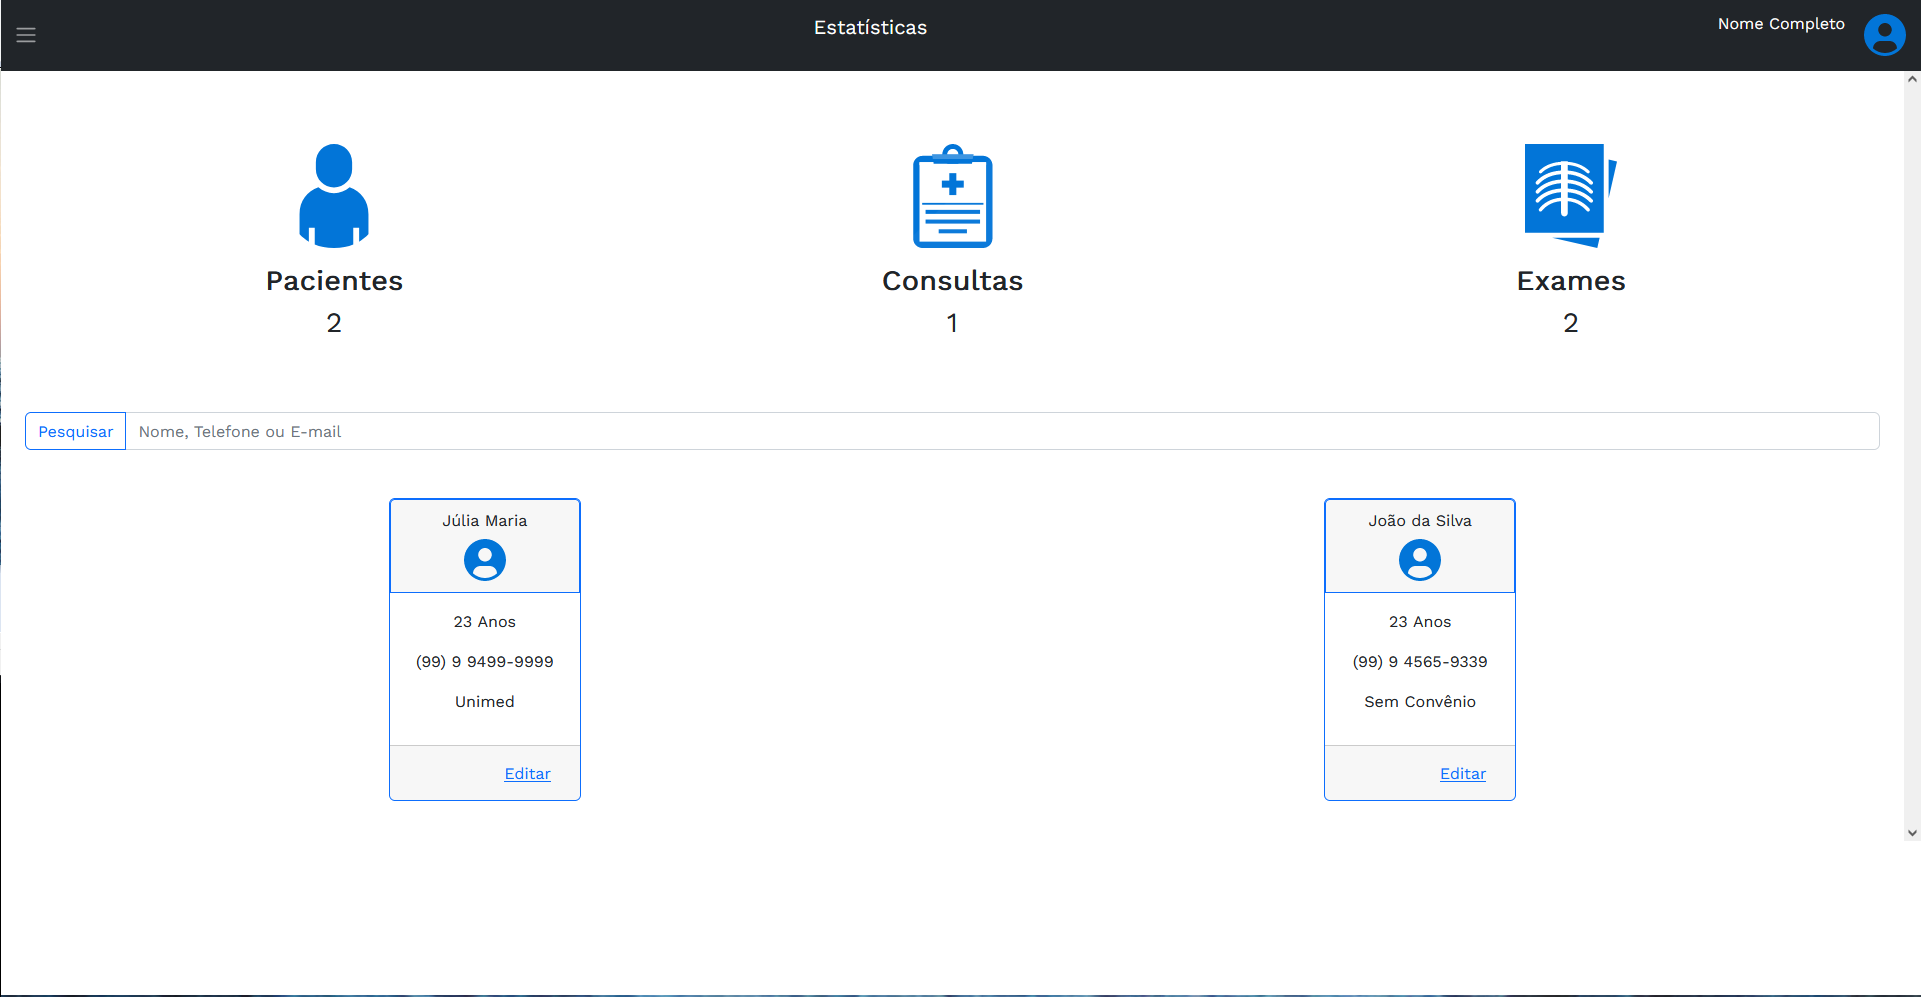 Estatísticas
Nome Completo
Pacientes
2
Consultas
1
Exames
2
Pesquisar
Nome, Telefone ou E-mail
Júlia Maria
23 Anos
(99) 9 9499-9999
Unimed
Editar
João da Silva
23 Anos
(99) 9 4565-9339
Sem Convênio
Editar